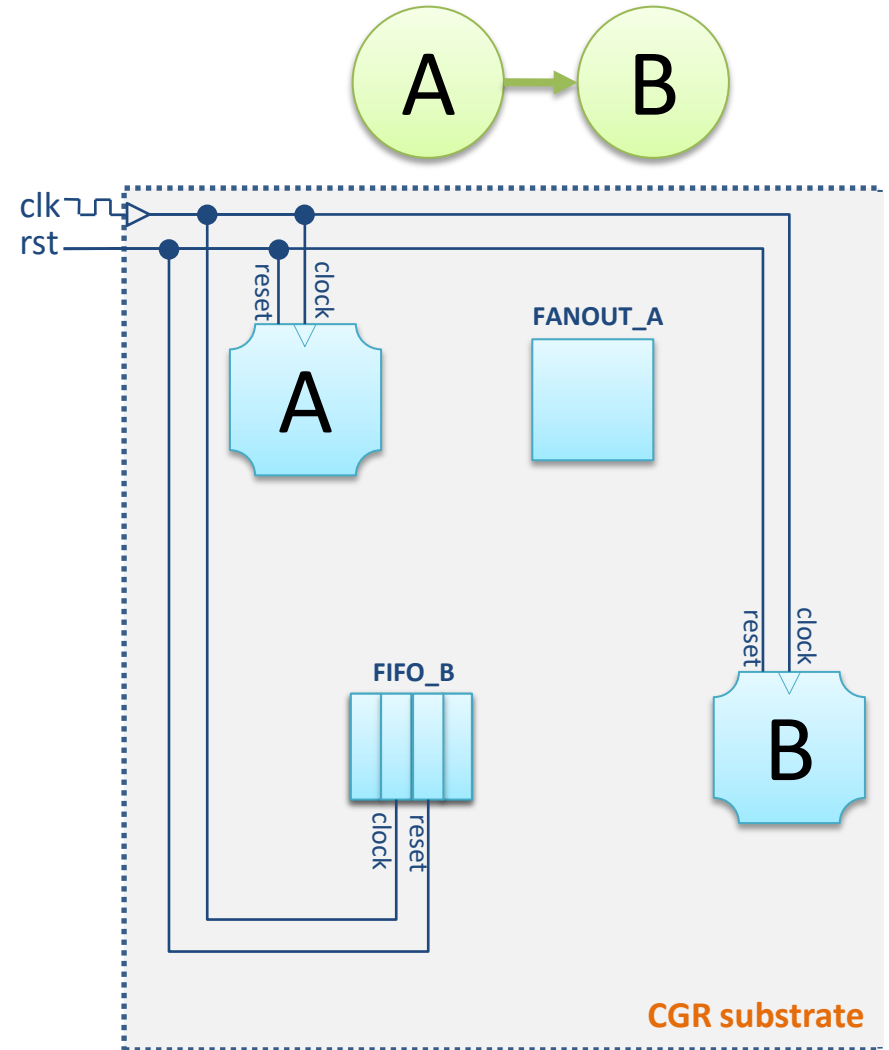 A
B
clk
rst
reset
clock
FANOUT_A
A
reset
clock
FIFO_B
B
clock
reset
CGR substrate